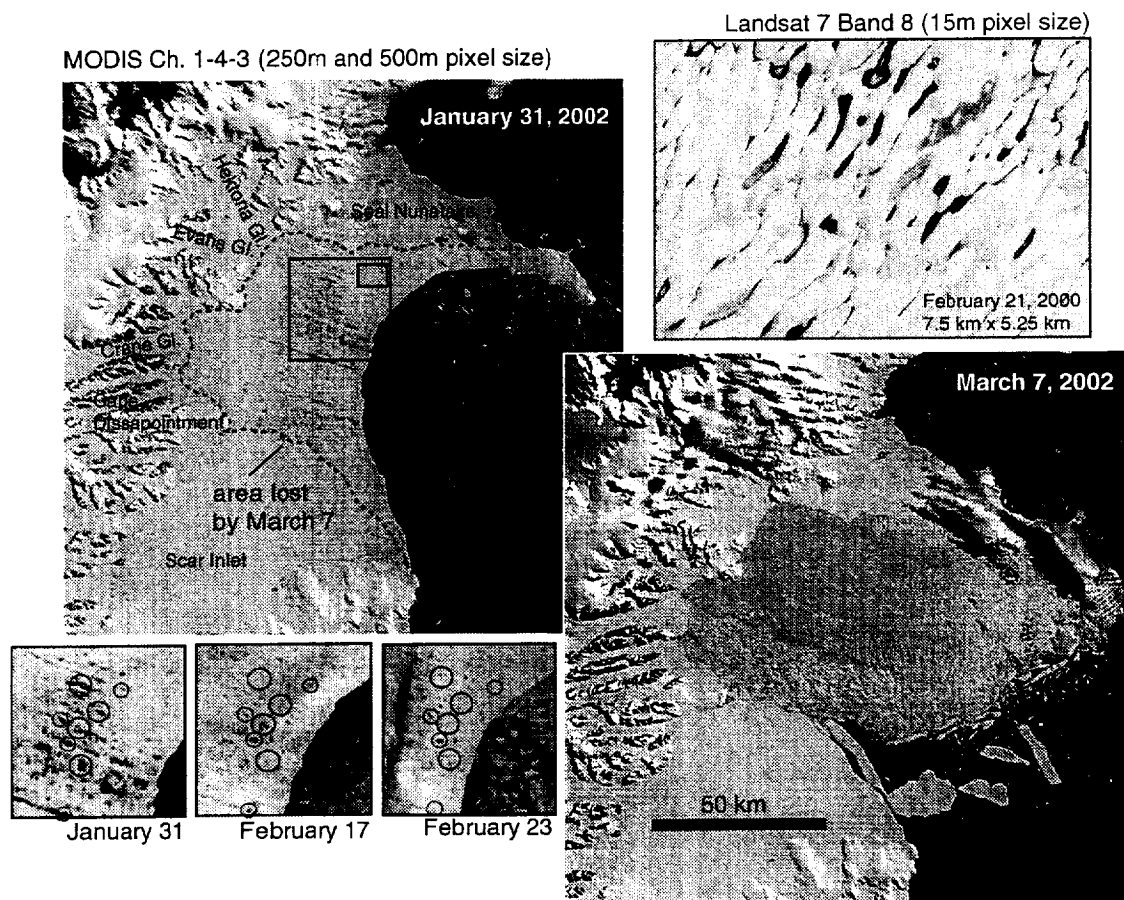 Landsat 7 Band 8 (15m pixel size)
MODIS Ch. 1-4-3 (250m and 500m pixel size)
January 31, 2002
Hektoria Gl.
Seal Nunataks
Evans Gl.
February 21, 2000
7.5 km x 5.25 km
Crane Gl.
Cape
Dissapointment
March 7, 2002
area lost
by March 7
Scar Inlet
50 km
January 31
February 17
February 23